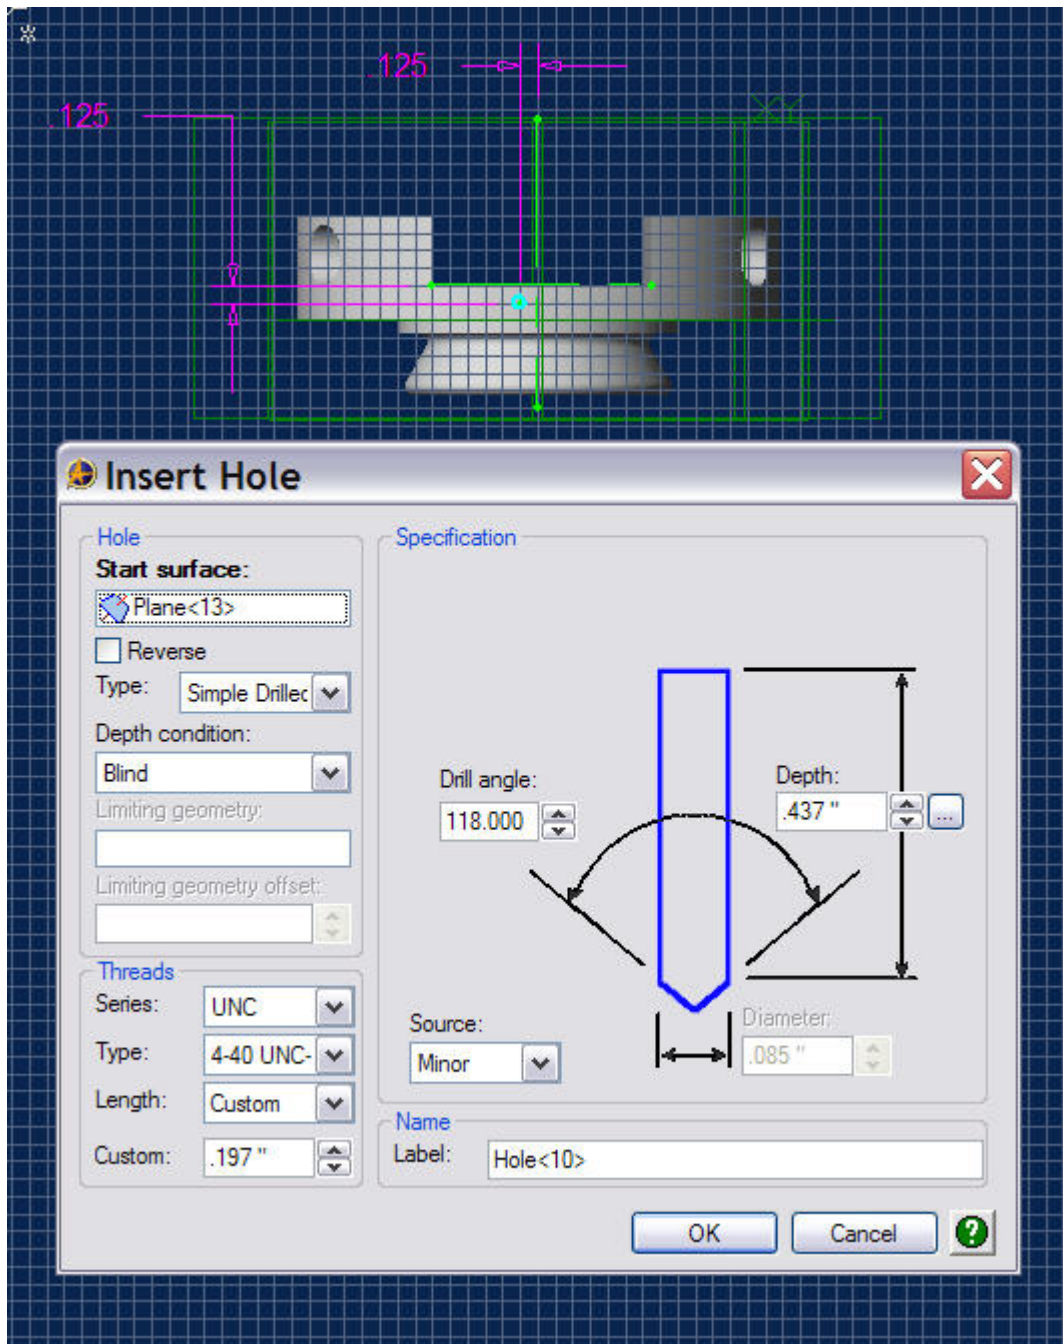 .125
.125
XY
Insert Hole
Hole
Start surface:
Plane<13>
Reverse
Type:
Simple Drillec
Depth condition:
Blind
Limiting geometry:
Limiting geometry offset:
Threads
Series:
UNC
Type:
4-40 UNC-
Length:
Custom
Custom:
.197 "
Specification
Drill angle:
118.000
Depth:
.437 "
...
Source:
Minor
Diameter:
.085 "
Name
Label:
Hole<10>
OK
Cancel
?